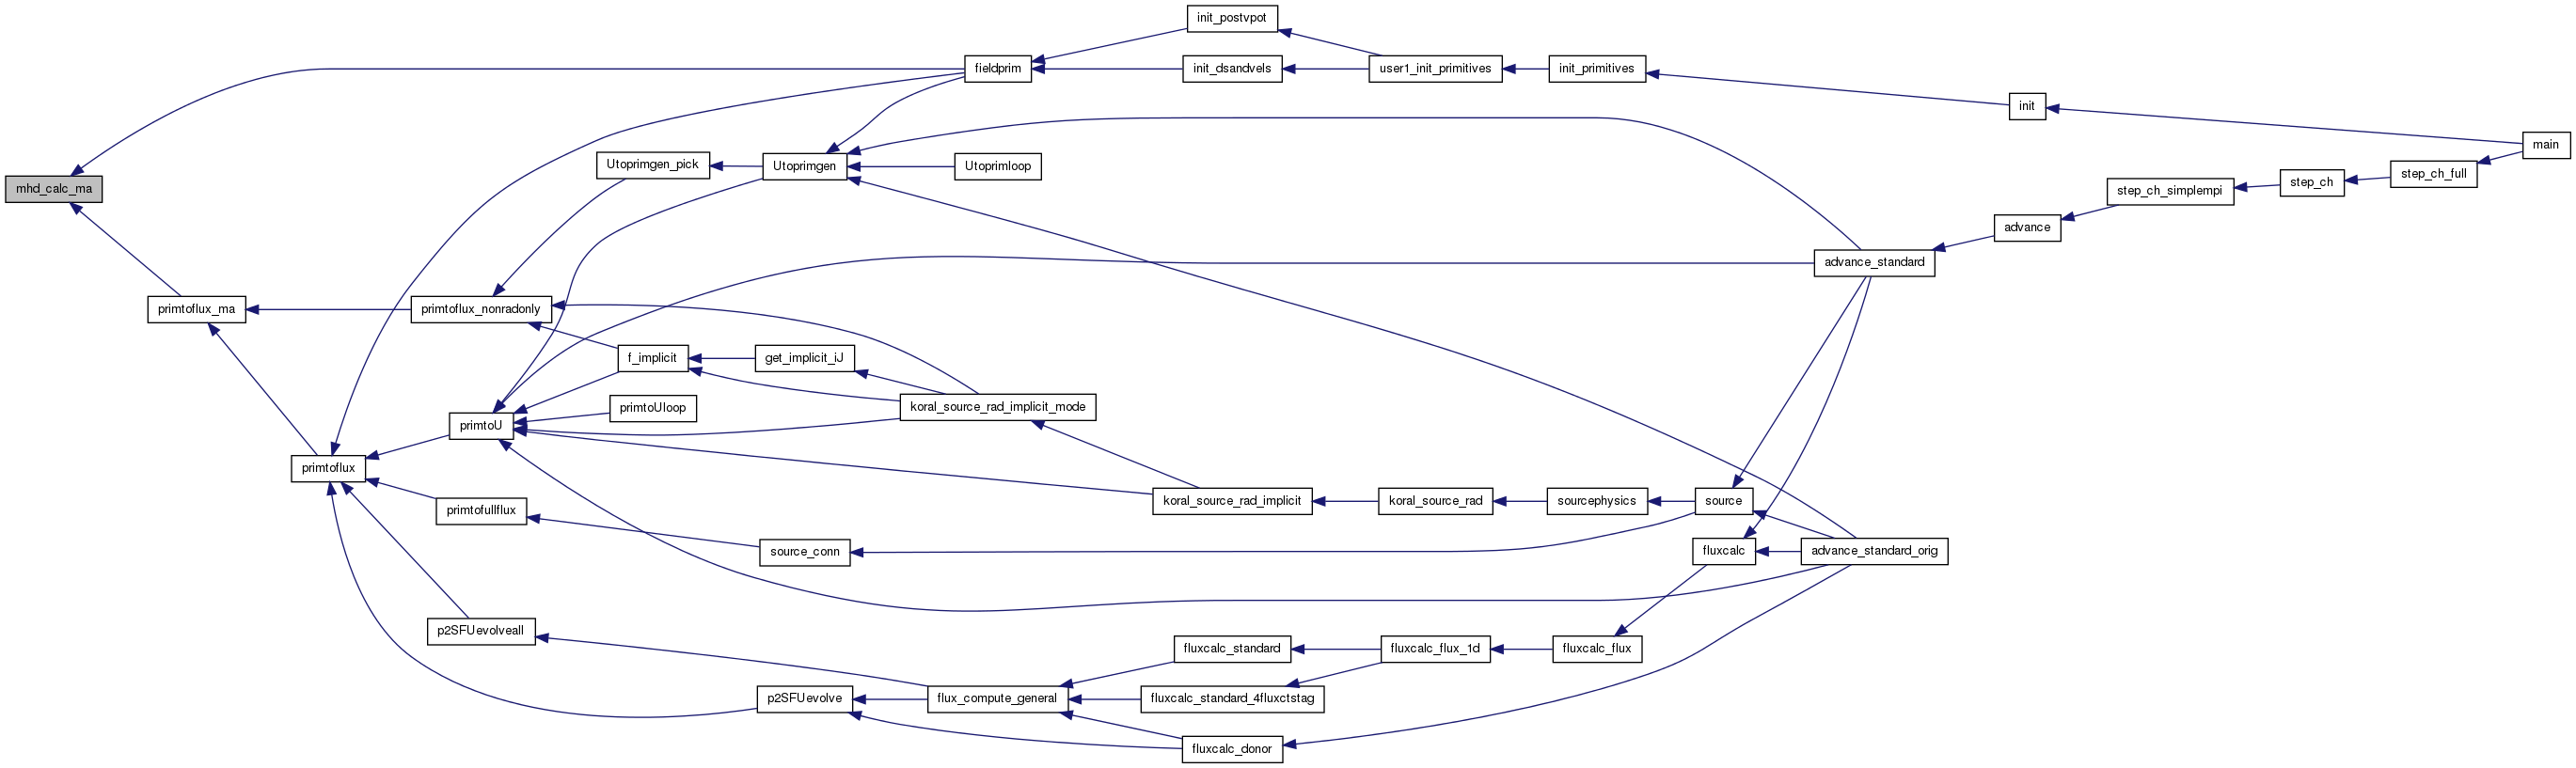 init_postvpot
fieldprim
init_dsandvels
user1_init_primitives
init_primitives
init
main
mhd_calc_ma
Utoprimgen_pick
Utoprimgen
Utoprimloop
step_ch_simplempi
step_ch
step_ch_full
advance
advance_standard
primtoflux_ma
primtoflux_nonradonly
f_implicit
get_implicit_iJ
primtoUloop
koral_source_rad_implicit_mode
primtoU
primtoflux
koral_source_rad_implicit
koral_source_rad
sourcephysics
source
primtofullflux
source_conn
fluxcalc
advance_standard_orig
p2SFUevolveall
fluxcalc_standard
fluxcalc_flux_1d
fluxcalc_flux
p2SFUevolve
flux_compute_general
fluxcalc_standard_4fluxctstag
fluxcalc_donor